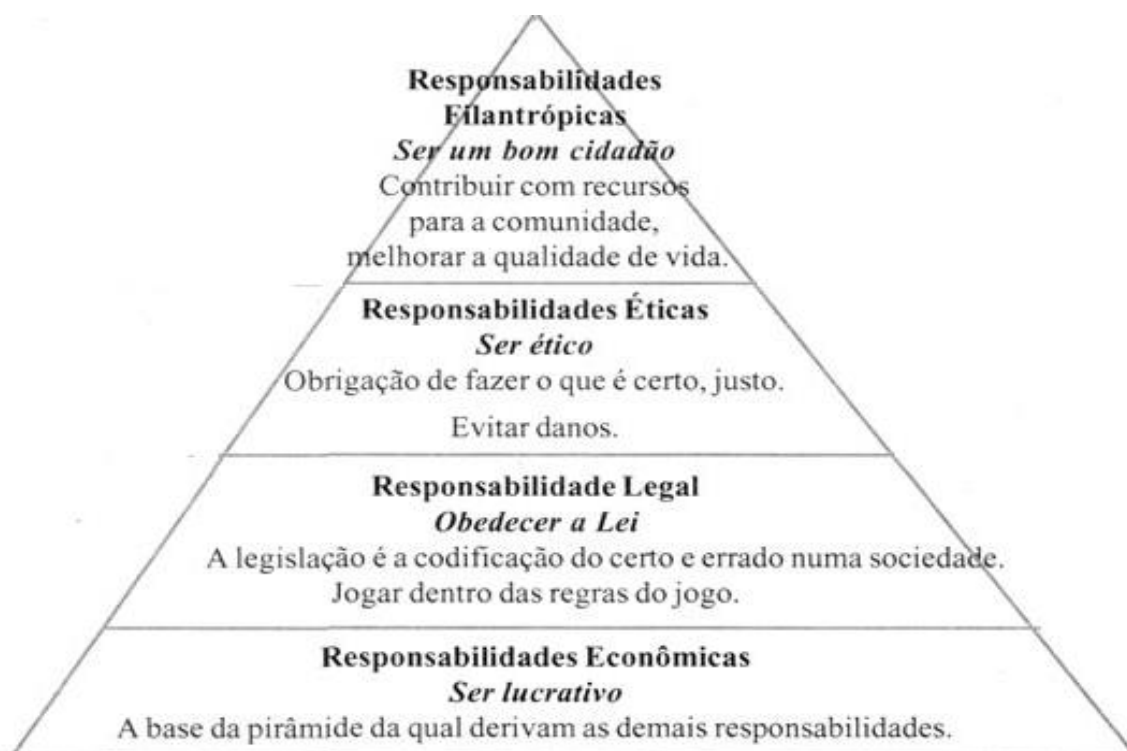 Responsabilidades
Filantrópicas
Ser um bom cidadão
Contribuir com recursos
para a comunidade,
melhorar a qualidade de vida.
Responsabilidades Éticas
Ser ético
Obrigação de fazer o que é certo, justo.
Evitar danos.
Responsabilidade Legal
Obedecer a Lei
A legislação é a codificação do certo e errado numa sociedade.
Jogar dentro das regras do jogo.
Responsabilidades Econômicas
Ser lucrativo
A base da pirâmide da qual derivam as demais responsabilidades.